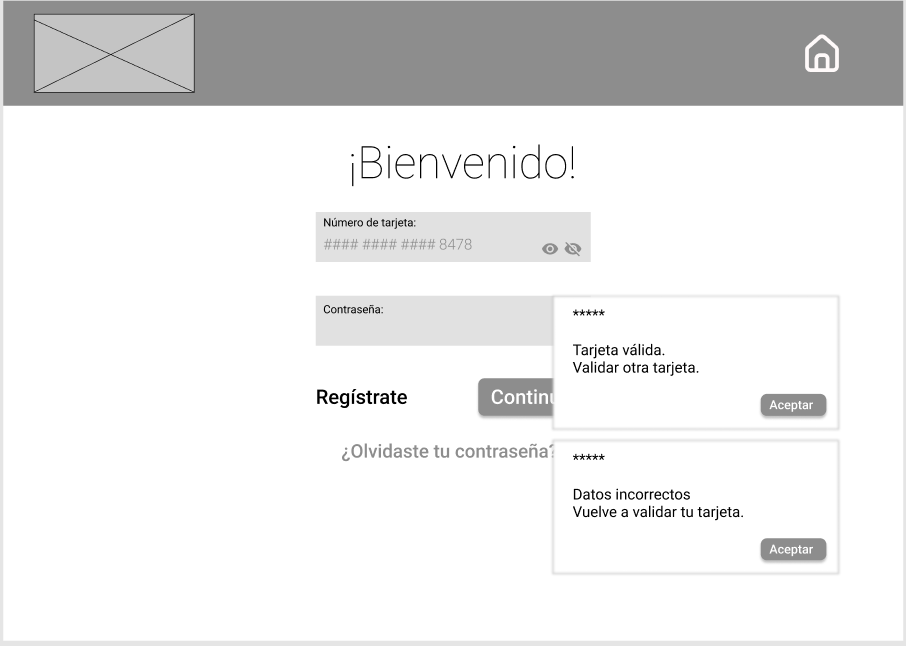 ¡Bienvenido!
Número de tarjeta:
#### #### #### 8478
Contraseña:
Regístrate
Continu
¿Olvidaste tu contraseña?
*****
Tarjeta válida.
Validar otra tarjeta.
Aceptar
*****
Datos incorrectos
Vuelve a validar tu tarjeta.
Aceptar